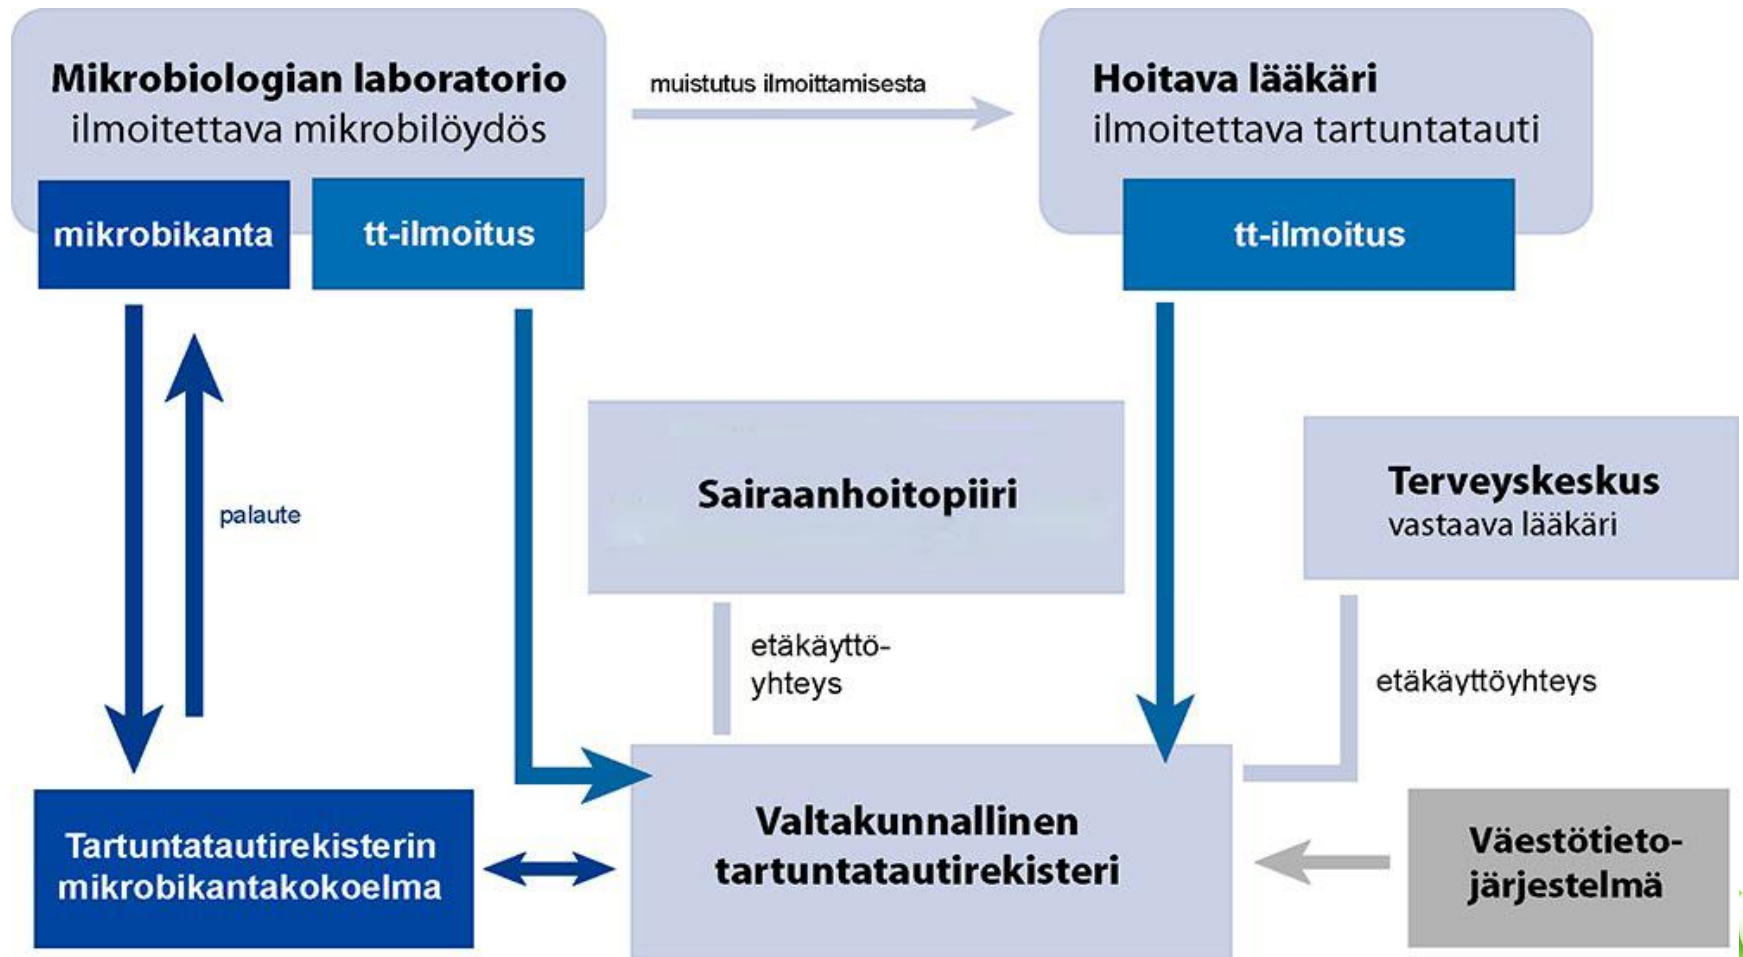 Mikrobiologian laboratorio
ilmoitettava mikrobilöydös
mikrobikanta
tt-ilmoitus
muistutus ilmoittamisesta
Hoitava lääkäri
ilmoitettava tartuntatauti
tt-ilmoitus
palaute
Sairaanhoitopiiri
Terveyskeskus
vastaava lääkäri
etäkäyttö-
yhteys
etäkäyttöyhteys
Tartuntatautirekisterin
mikrobikantakokoelma
Valtakunnallinen
tartuntatautirekisteri
Väestötieto-
järjestelmä